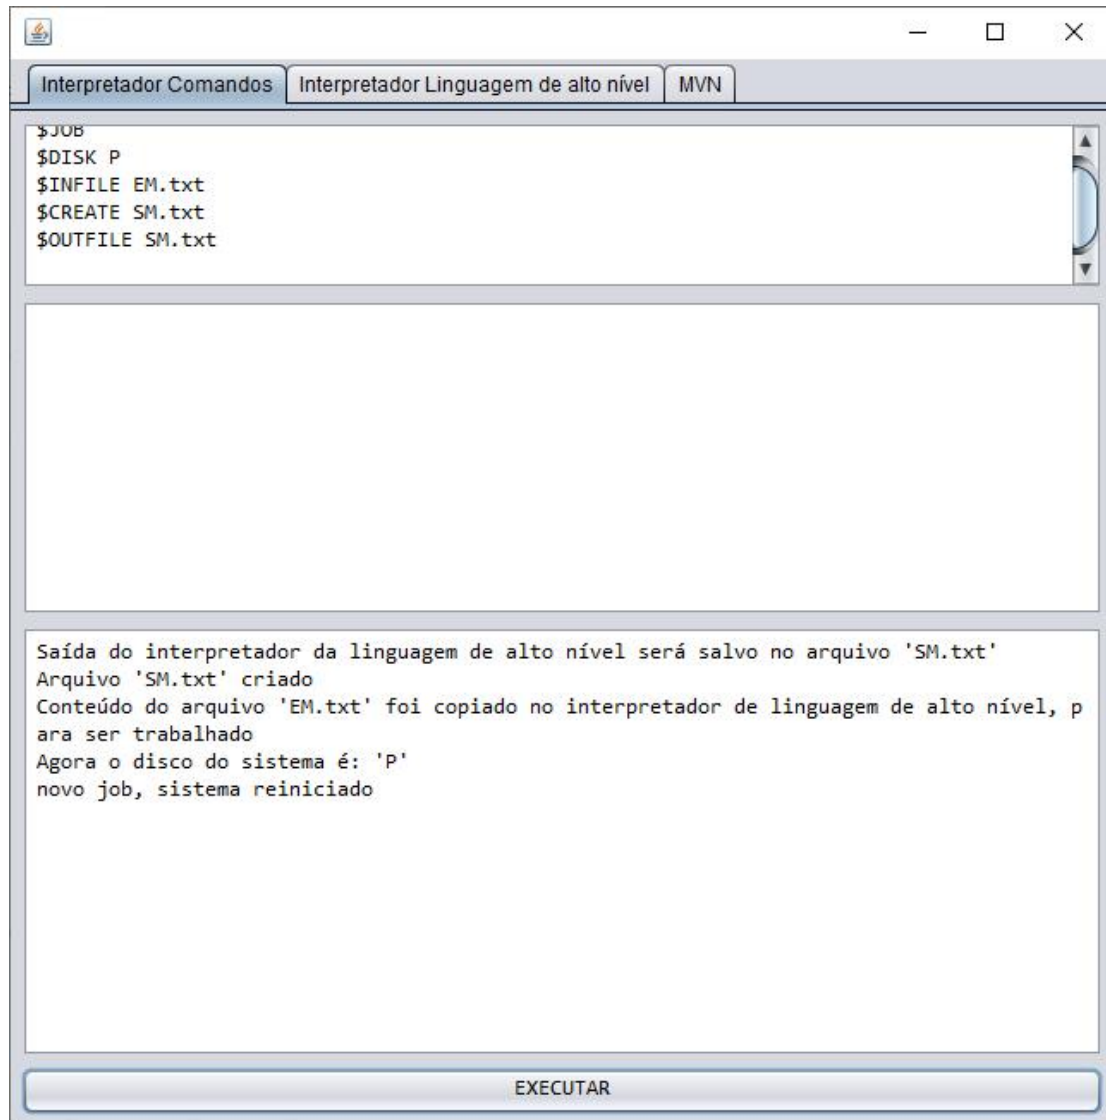 Interpretador Comandos Interpretador Linguagem de alto nível MVN
$JOB
$DISK P
$INFILE EM.txt
$CREATE SM.txt
$OUTFILE SM.txt
Saída do interpretador da linguagem de alto nível será salvo no arquivo 'SM.txt'
Arquivo 'SM.txt' criado
Conteúdo do arquivo 'EM.txt' foi copiado no interpretador de linguagem de alto nível, p
ara ser trabalhado
Agora o disco do sistema é: 'P'
novo job, sistema reiniciado
EXECUTAR